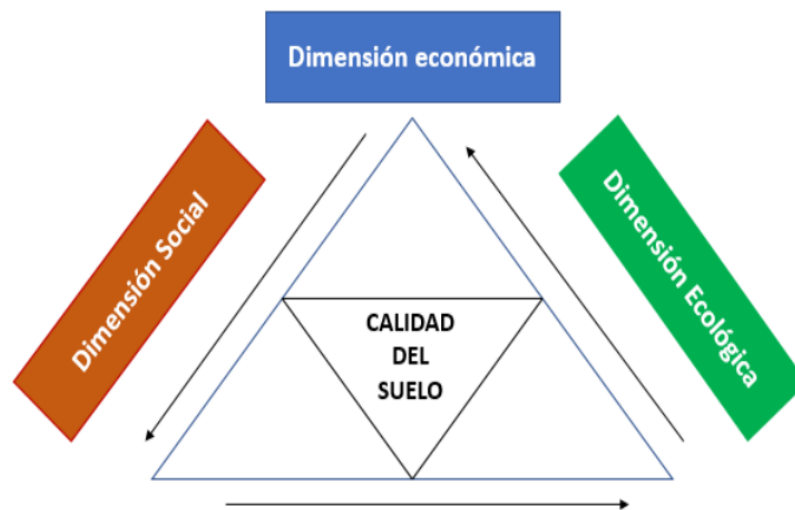 Dimensión económica
Dimensión Social
Dimensión Ecológica
CALIDAD
DEL
SUELO